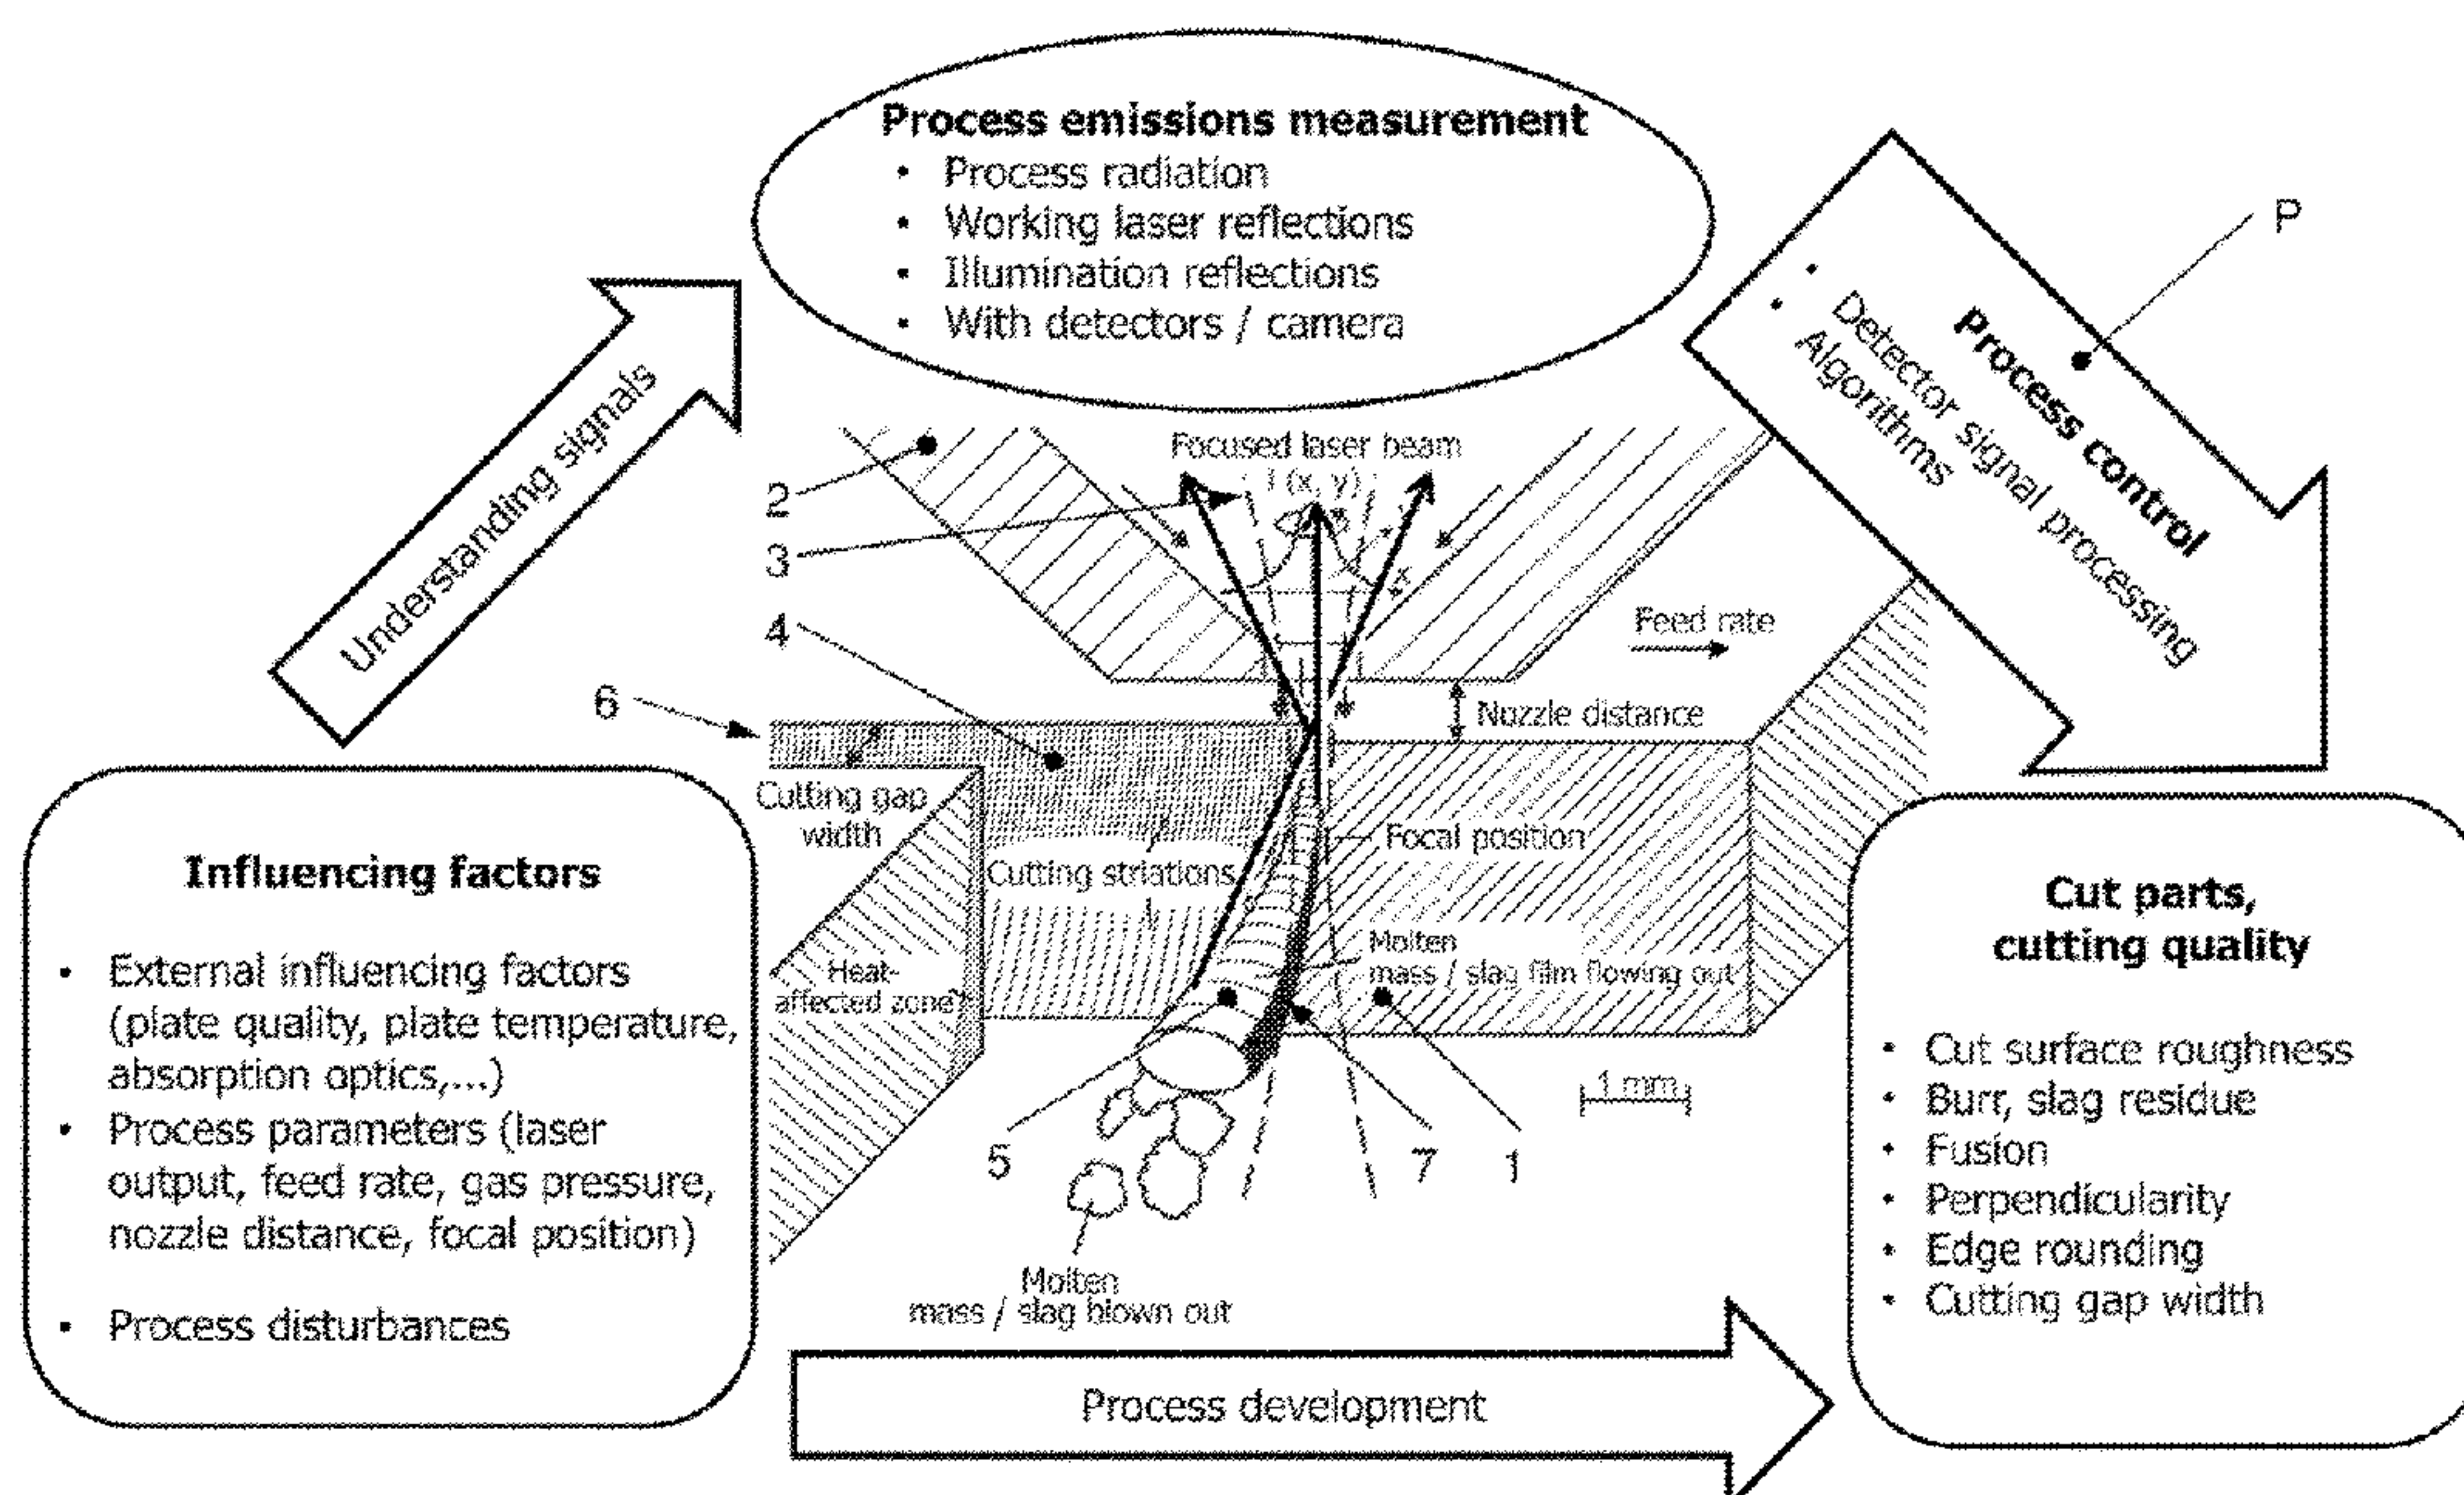 Process emissions measurement
• Process radiation
• Working laser reflections
• Illumination reflections
• With detectors / camera
P
Process control
• Detector signal processing
• Algorithms
Understanding signals
Focused laser beam
I (x, y)
2
3
4
6
x
Feed rate
Nozzle distance
Cutting gap
width
Focal position
Cutting striations
Heat-
affected zone
Molten
mass / slag film flowing out
1 mm
5
7
1
Molten
mass / slag blown out
Influencing factors
• External influencing factors
(plate quality, plate temperature,
absorption optics,...)
• Process parameters (laser
output, feed rate, gas pressure,
nozzle distance, focal position)
• Process disturbances
Cut parts,
cutting quality
• Cut surface roughness
• Burr, slag residue
• Fusion
• Perpendicularity
• Edge rounding
• Cutting gap width
Process development